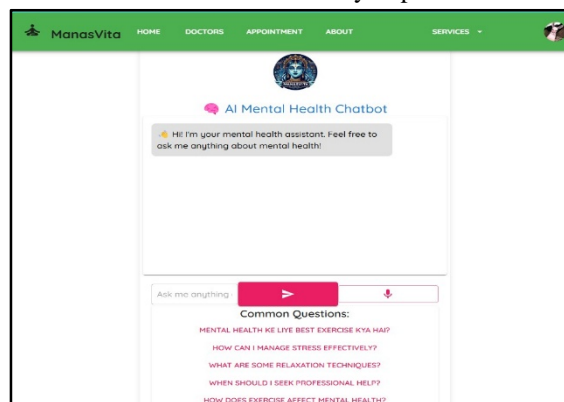 ManasVita HOME DOCTORS APPOINTMENT ABOUT SERVICES
AI Mental Health Chatbot
Hi! I'm your mental health assistant. Feel free to
ask me anything about mental health!
Ask me anything
Common Questions:
MENTAL HEALTH KE LIYE BEST EXERCISE KYA HAI?
HOW CAN I MANAGE STRESS EFFECTIVELY?
WHAT ARE SOME RELAXATION TECHNIQUES?
WHEN SHOULD I SEEK PROFESSIONAL HELP?
HOW DOES EXERCISE AFFECT MENTAL HEALTH?